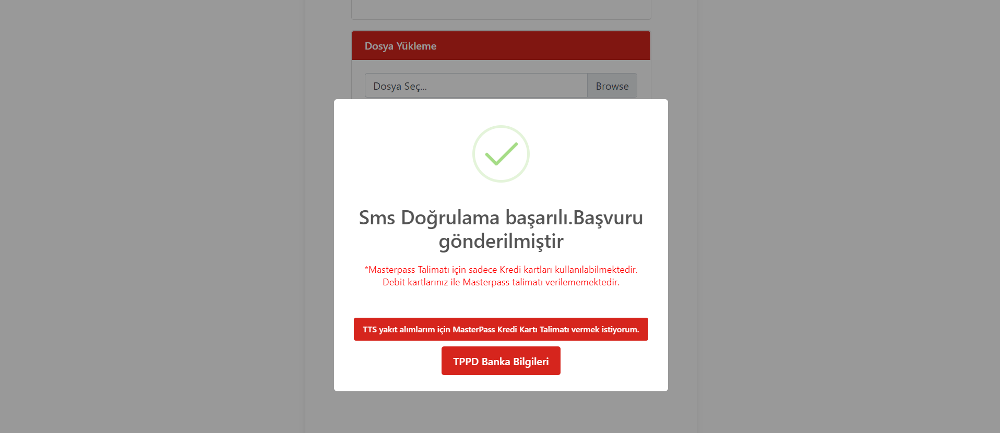 Dosya Yükleme
Dosya Seç...
Browse
Sms Doğrulama başarılı.Başvuru
gönderilmiştir
*Masterpass Talimatı için sadece Kredi kartları kullanılabilmektedir.
Debit kartlarınız ile Masterpass talimatı verilememektedir.
TTS yakıt alımlarım için MasterPass Kredi Kartı Talimatı vermek istiyorum.
TPPD Banka Bilgileri